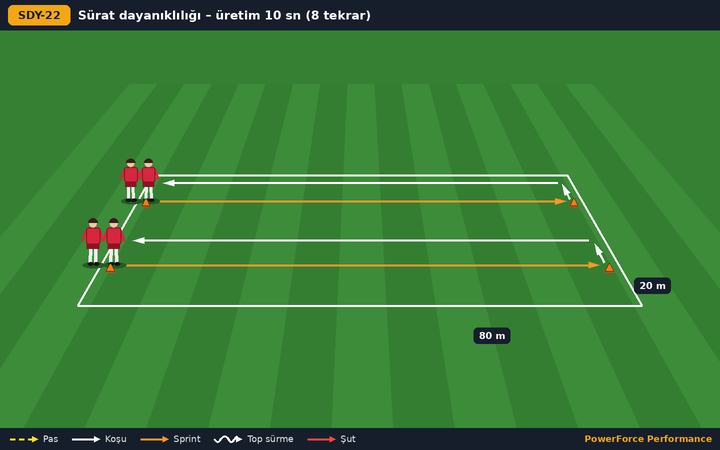 SDY-22 Sürat dayanıklılığı – üretim 10 sn (8 tekrar)
20 m
80 m
Pas Koşu Sprint Top sürme Şut PowerForce Performance